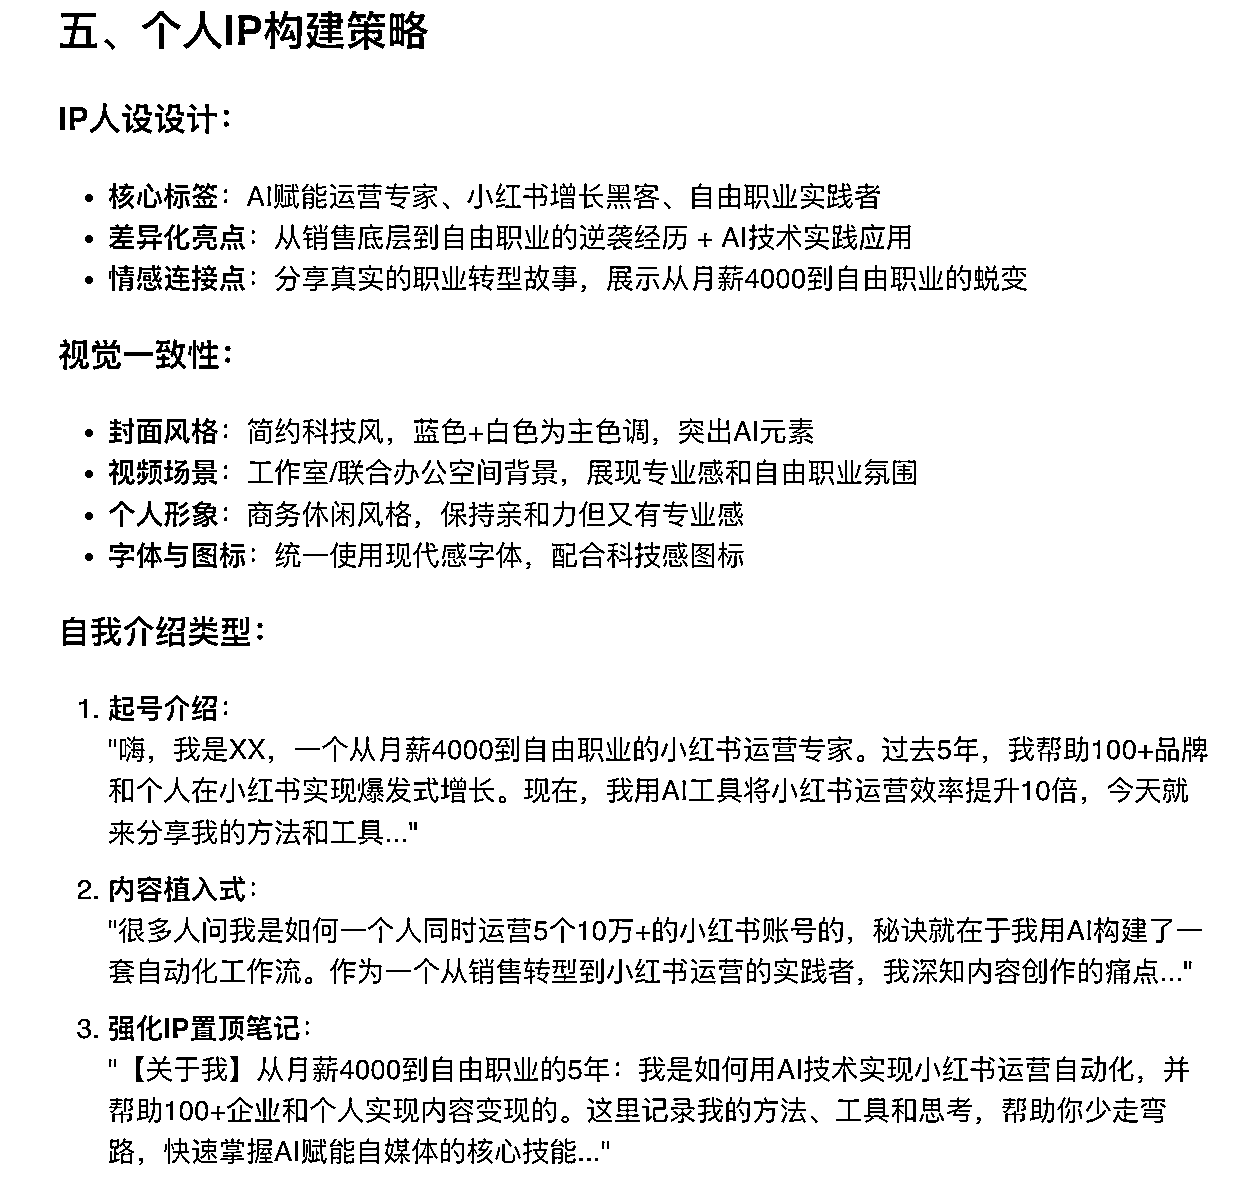 五、个人IP构建策略
IP人设设计：
• 核心标签：AI赋能运营专家、小红书增长黑客、自由职业实践者
• 差异化亮点：从销售底层到自由职业的逆袭经历 + AI技术实践应用
• 情感连接点：分享真实的职业转型故事，展示从月薪4000到自由职业的蜕变
视觉一致性：
• 封面风格：简约科技风，蓝色+白色为主色调，突出AI元素
• 视频场景：工作室/联合办公空间背景，展现专业感和自由职业氛围
• 个人形象：商务休闲风格，保持亲和力但又有专业感
• 字体与图标：统一使用现代感字体，配合科技感图标
自我介绍类型：
1. 起号介绍：
"嗨，我是XX，一个从月薪4000到自由职业的小红书运营专家。过去5年，我帮助100+品牌
和个人在小红书实现爆发式增长。现在，我用AI工具将小红书运营效率提升10倍，今天就
来分享我的方法和工具..."
2. 内容植入式：
"很多人问我是如何一个人同时运营5个10万+的小红书账号的，秘诀就在于我用AI构建了一
套自动化工作流。作为一个从销售转型到小红书运营的实践者，我深知内容创作的痛点..."
3. 强化IP置顶笔记：
"【关于我】从月薪4000到自由职业的5年：我是如何用AI技术实现小红书运营自动化，并
帮助100+企业和个人实现内容变现的。这里记录我的方法、工具和思考，帮助你少走弯
路，快速掌握AI赋能自媒体的核心技能..."